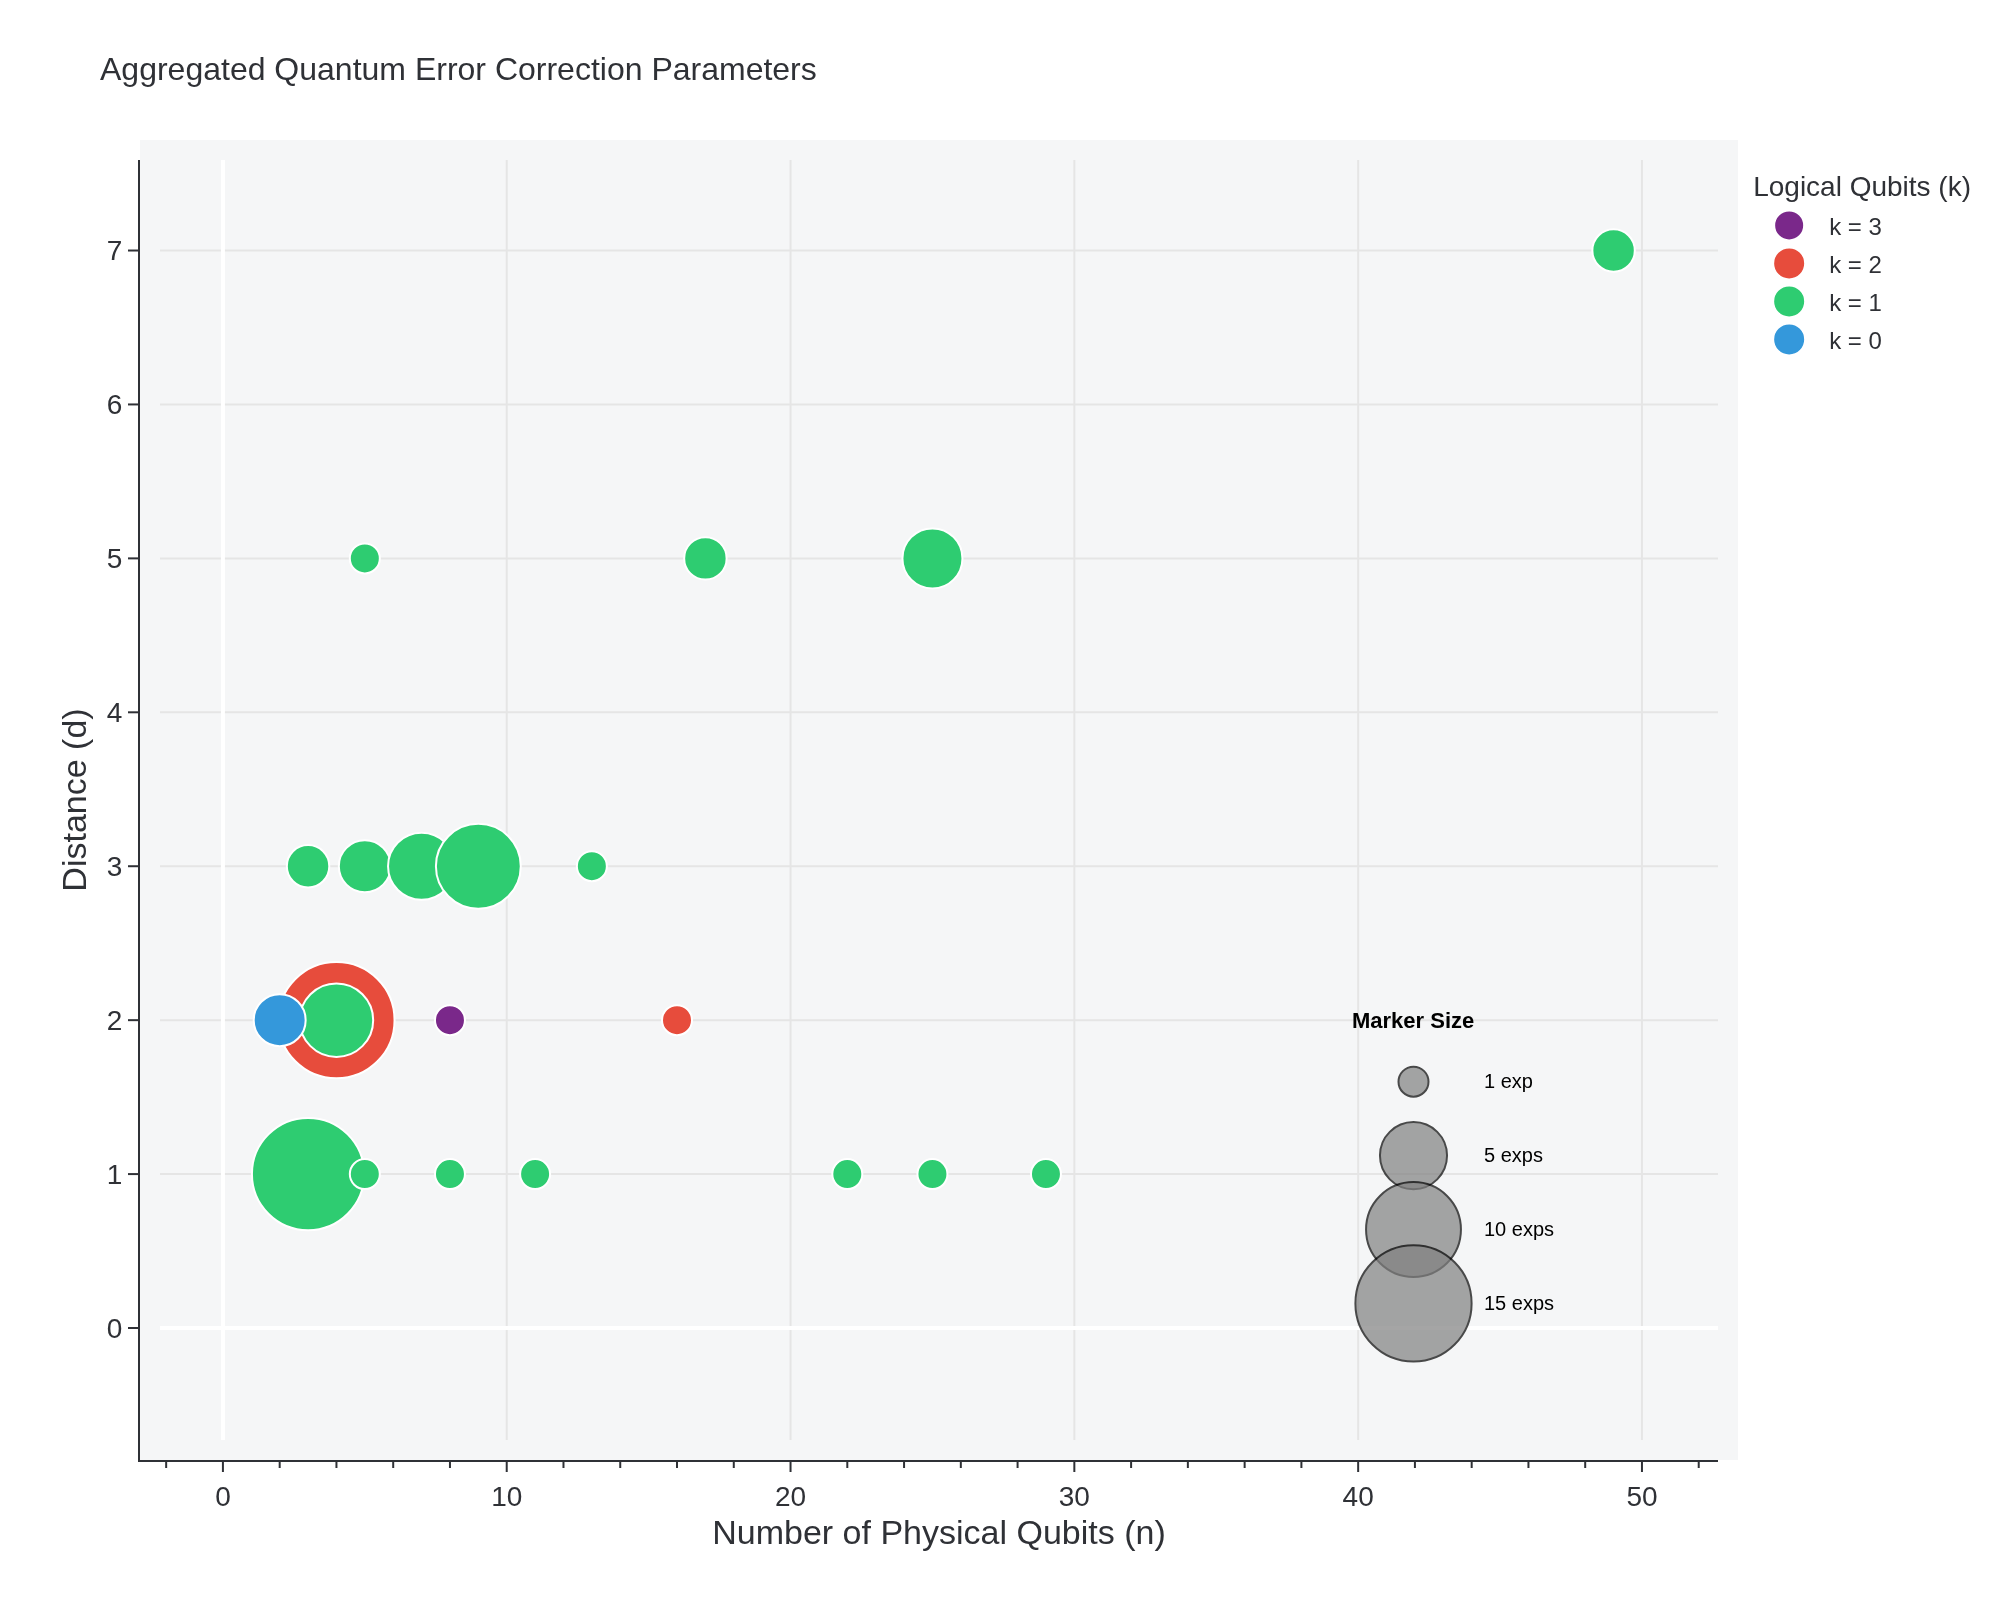 Aggregated Quantum Error Correction Parameters
Logical Qubits (k)
k = 3
k = 2
k = 1
k = 0
7
6
5
4
3
2
1
0
Distance (d)
Marker Size
1 exp
5 exps
10 exps
15 exps
0 10 20 30 40 50
Number of Physical Qubits (n)